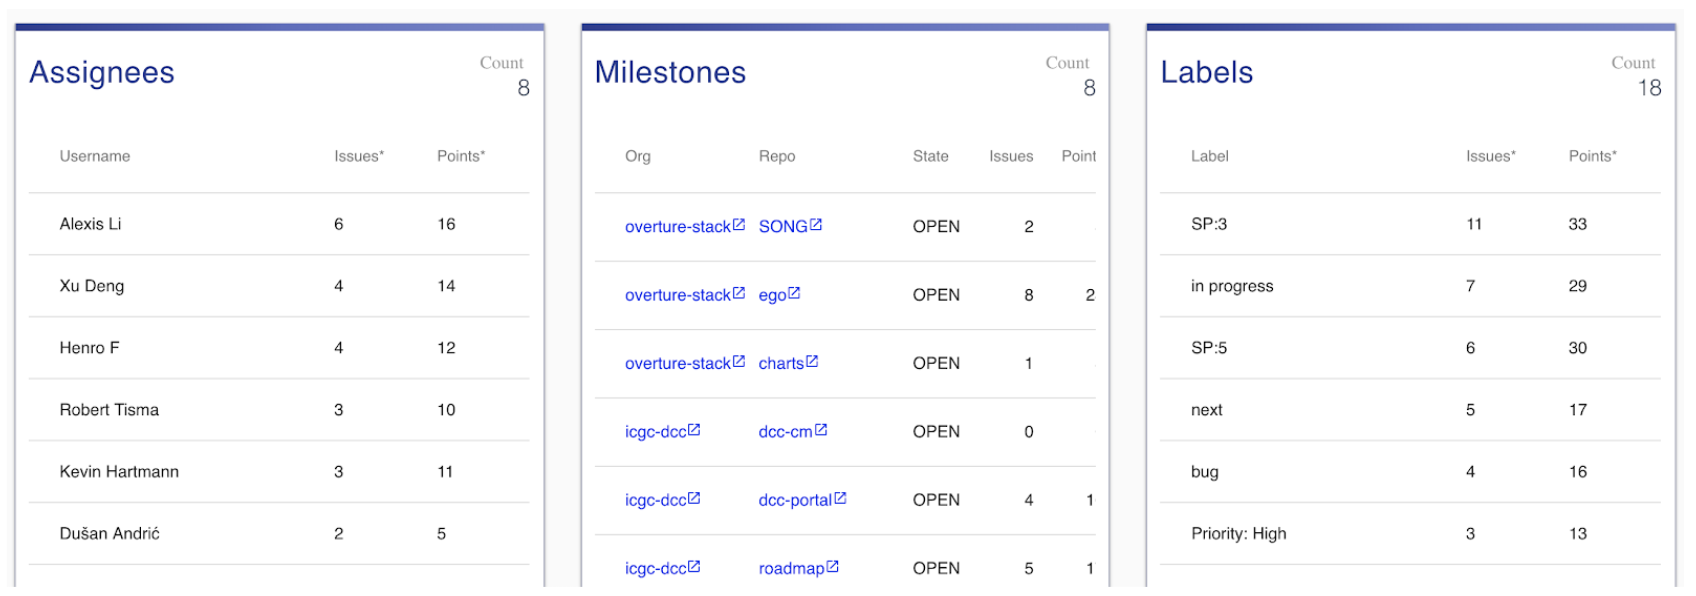 Assignees
Count
8
Username Issues* Points*
Alexis Li 6 16
Xu Deng 4 14
Henro F 4 12
Robert Tisma 3 10
Kevin Hartmann 3 11
Dušan Andrić 2 5
Milestones
Count
8
Org Repo State Issues Point
overture-stack SONG OPEN 2
overture-stack ego OPEN 8 2
overture-stack charts OPEN 1
icgc-dcc dcc-cm OPEN 0
icgc-dcc dcc-portal OPEN 4 1
icgc-dcc roadmap OPEN 5 1
Labels
Count
18
Label Issues* Points*
SP:3 11 33
in progress 7 29
SP:5 6 30
next 5 17
bug 4 16
Priority: High 3 13